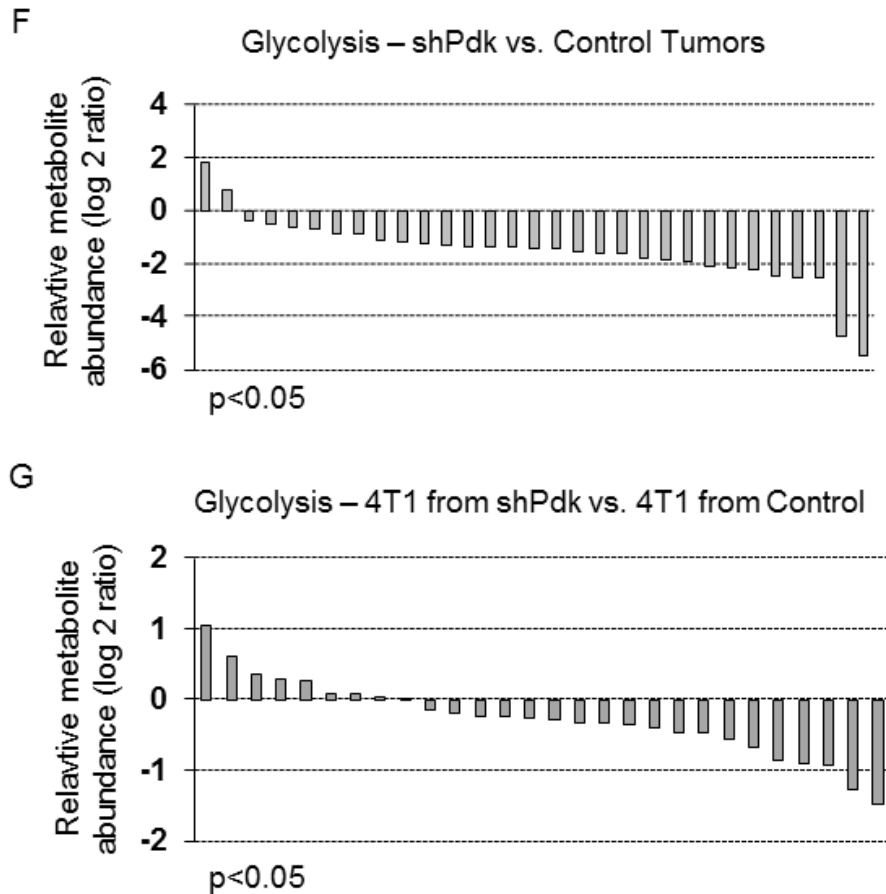 F
Glycolysis – shPdk vs. Control Tumors
Relavtive metabolite
abundance (log 2 ratio)
4
2
0
-2
-4
-6
p<0.05
G
Glycolysis – 4T1 from shPdk vs. 4T1 from Control
Relavtive metabolite
abundance (log 2 ratio)
2
1
0
-1
-2
p<0.05